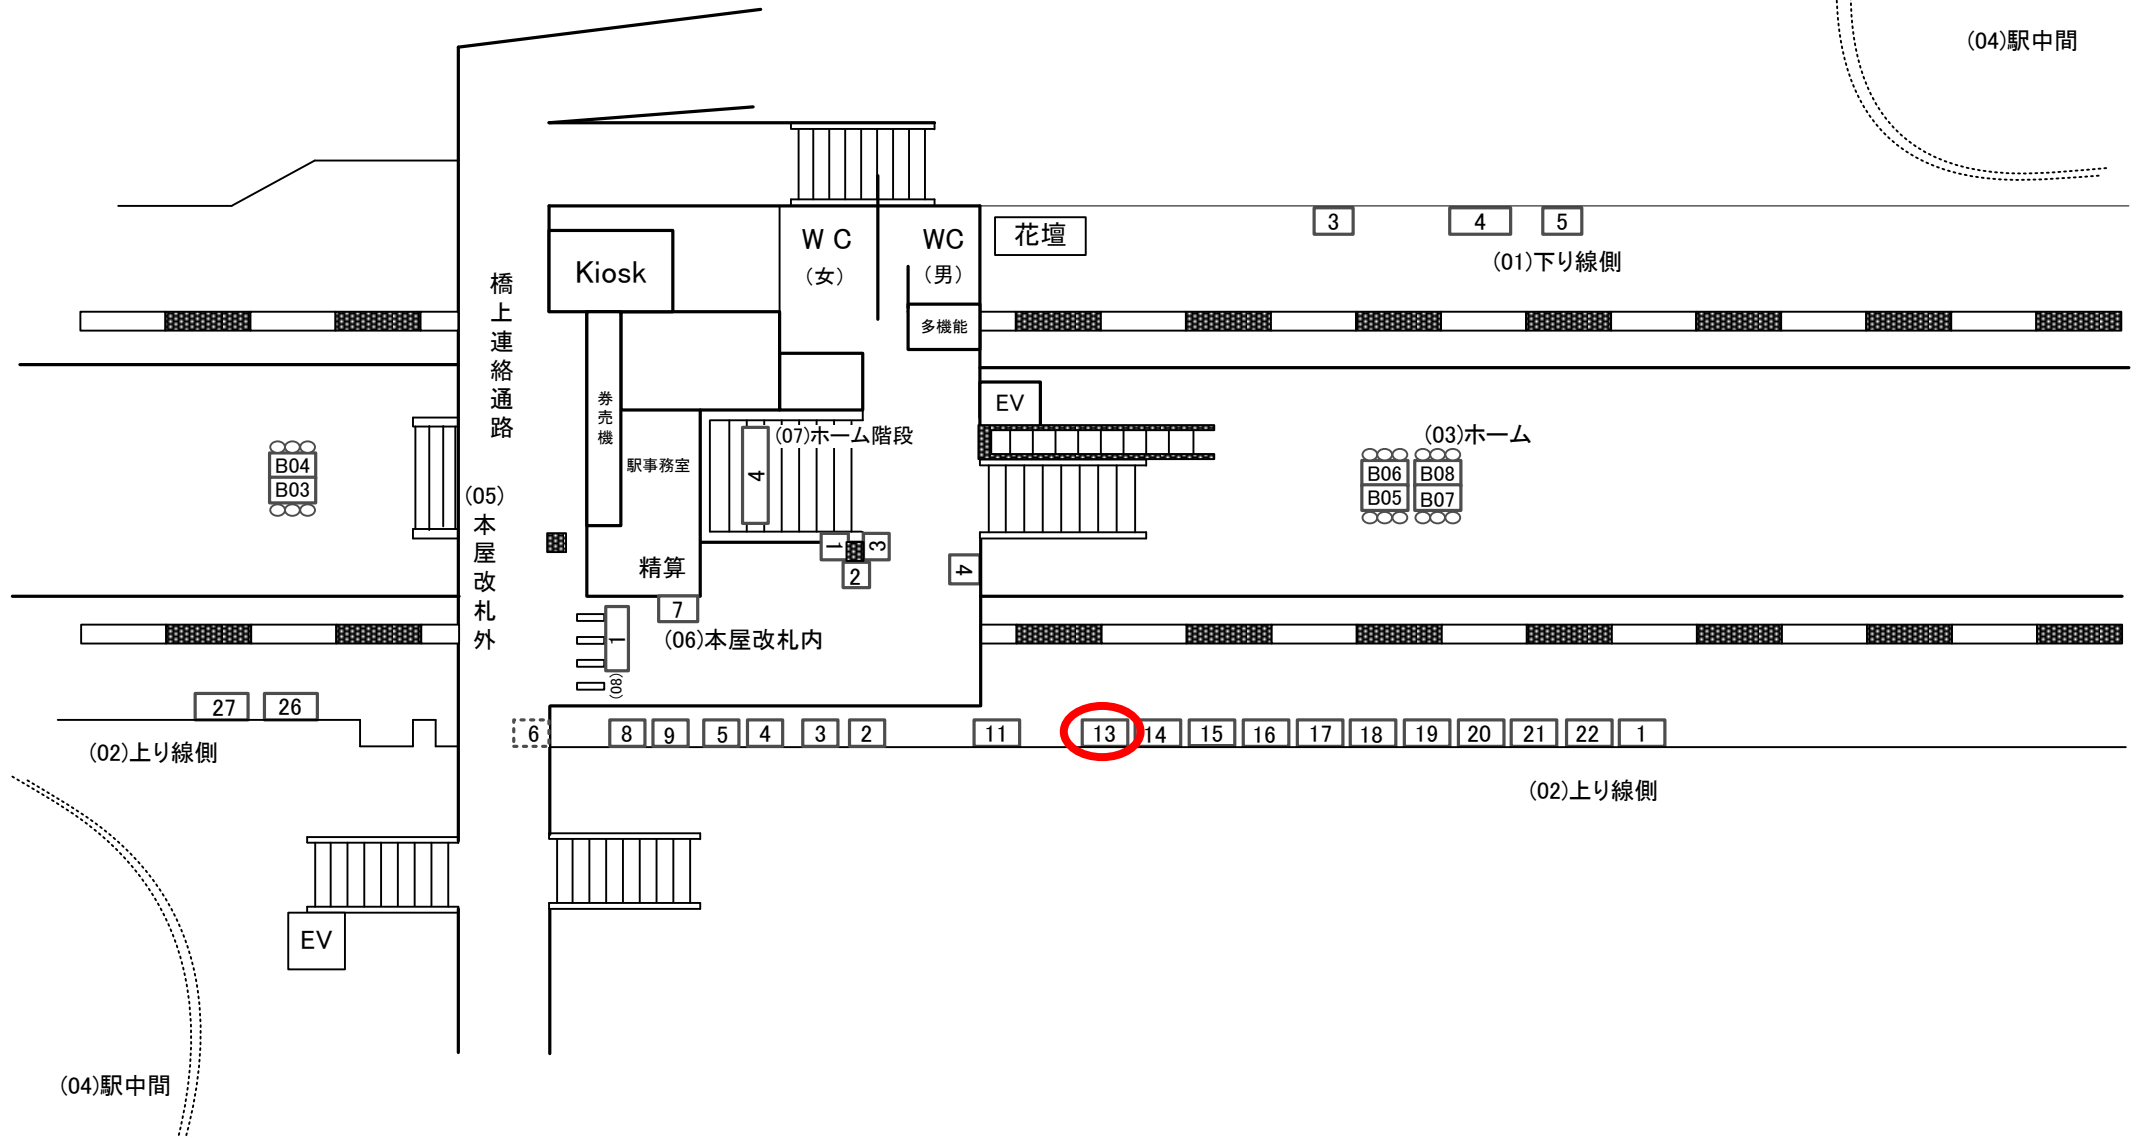 (04)駅中間
3
4
5
(01)下り線側
花壇
W C
(女)
WC
(男)
多機能
Kiosk
橋上連絡通路
券売機
駅事務室
精算
(07)ホーム階段
4
EV
(03)ホーム
B04
B03
B06
B05
B08
B07
(05)
本屋改札外
1
3
2
4
7
1
(06)本屋改札内
(08)
27
26
(02)上り線側
6
8
9
5
4
3
2
11
13
14
15
16
17
18
19
20
21
22
1
(02)上り線側
EV
(04)駅中間